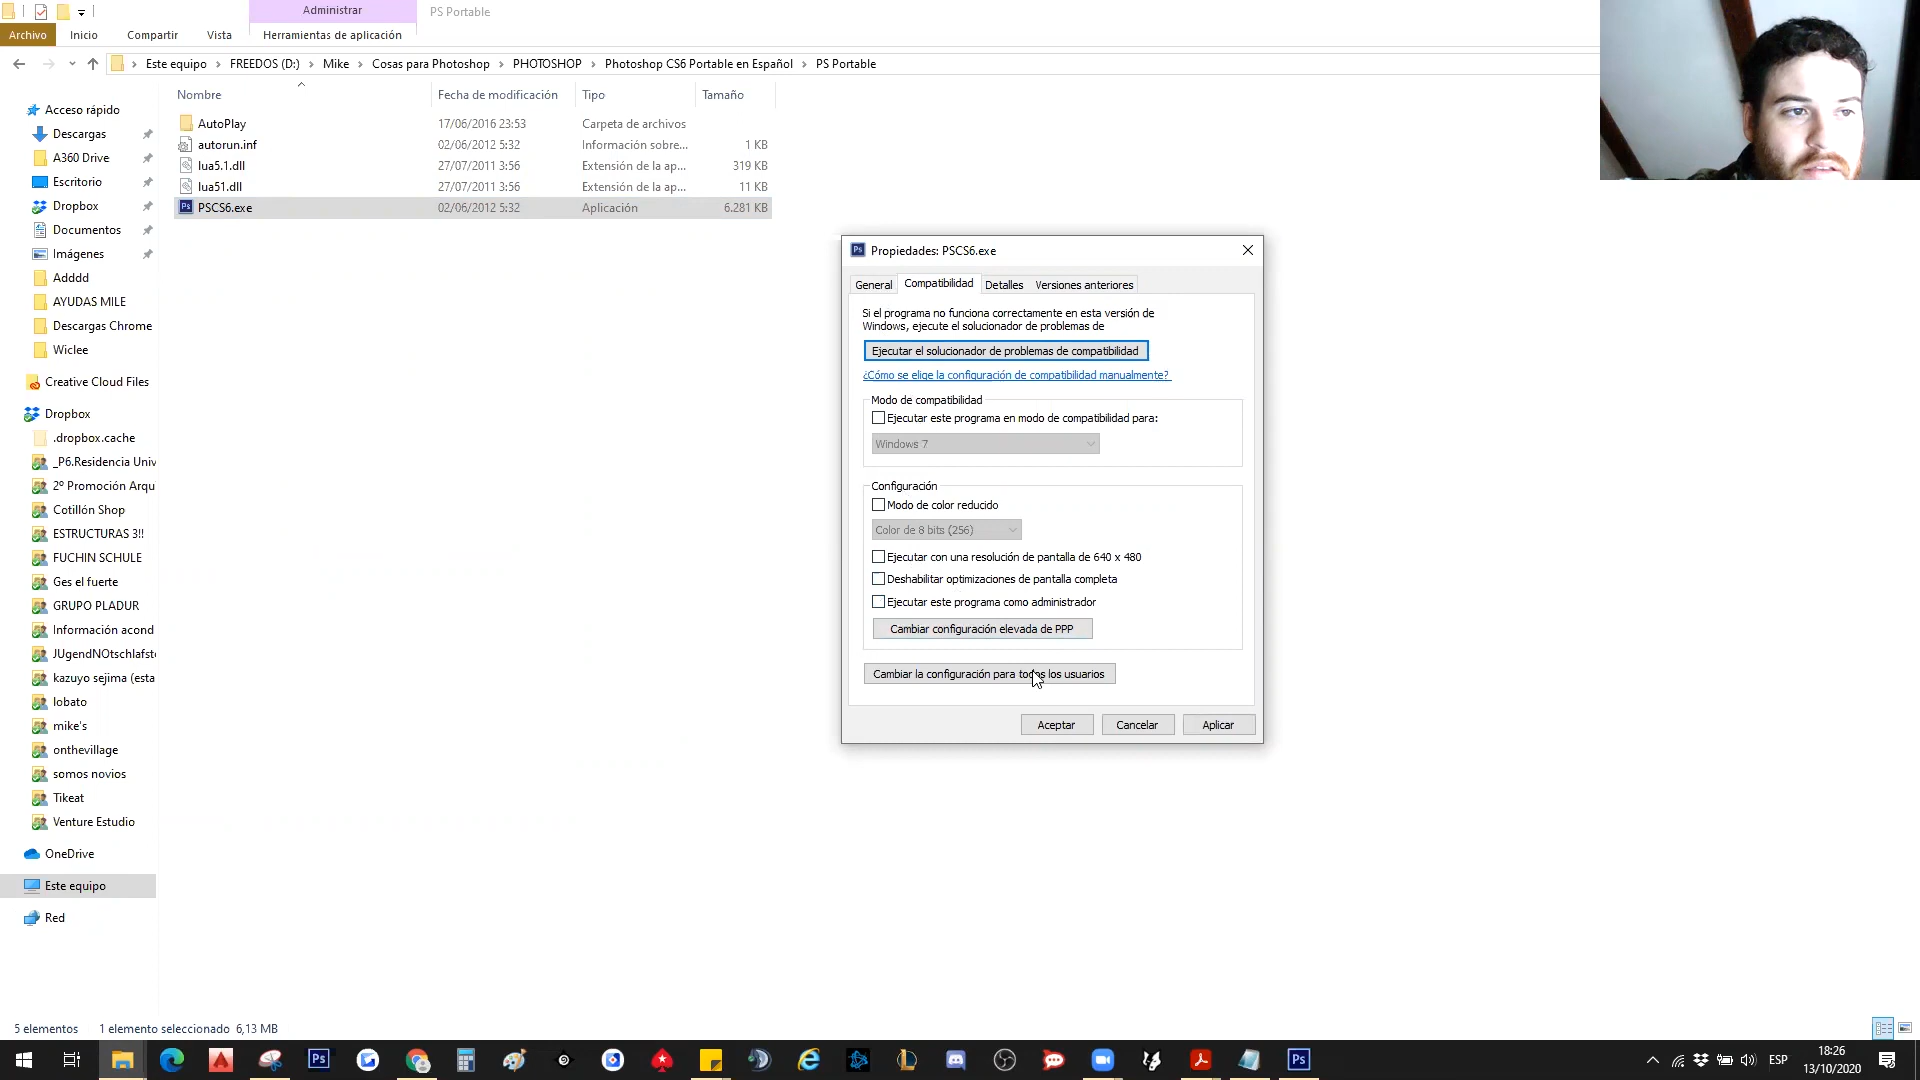 Administrar
PS Portable
Archivo
Inicio
Compartir
Vista
Herramientas de aplicación
Este equipo
FREEDOS (D:)
Mike
Cosas para Photoshop
PHOTOSHOP
Photoshop CS6 Portable en Español
PS Portable
Nombre
Fecha de modificación
Tipo
Tamaño
AutoPlay
17/06/2016 23:53
Carpeta de archivos
autorun.inf
02/06/2012 5:32
Información sobre...
1 KB
lua5.1.dll
27/07/2011 3:56
Extensión de la ap...
319 KB
lua51.dll
27/07/2011 3:56
Extensión de la ap...
11 KB
PSCS6.exe
02/06/2012 5:32
Aplicación
6.281 KB
Acceso rápido
Descargas
A360 Drive
Escritorio
Dropbox
Documentos
Imágenes
Adddd
AYUDAS MILE
Descargas Chrome
Wiclee
Creative Cloud Files
Dropbox
.dropbox.cache
_P6.Residencia Univ
2º Promoción Arqu
Cotillón Shop
ESTRUCTURAS 3!!
FUCHIN SCHULE
Ges el fuerte
GRUPO PLADUR
Información acond
JUgendNOtschlafst
kazuyo sejima (esta
lobato
mike's
onthevillage
somos novios
Tikeat
Venture Estudio
OneDrive
Este equipo
Red
Propiedades: PSCS6.exe
General
Compatibilidad
Detalles
Versiones anteriores
Si el programa no funciona correctamente en esta versión de
Windows, ejecute el solucionador de problemas de
Ejecutar el solucionador de problemas de compatibilidad
¿Cómo se elige la configuración de compatibilidad manualmente?
Modo de compatibilidad
Ejecutar este programa en modo de compatibilidad para:
Windows 7
Configuración
Modo de color reducido
Color de 8 bits (256)
Ejecutar con una resolución de pantalla de 640 x 480
Deshabilitar optimizaciones de pantalla completa
Ejecutar este programa como administrador
Cambiar configuración elevada de PPP
Cambiar la configuración para todos los usuarios
Aceptar
Cancelar
Aplicar
5 elementos
1 elemento seleccionado 6,13 MB
Ps
Ps
ESP
18:26
13/10/2020